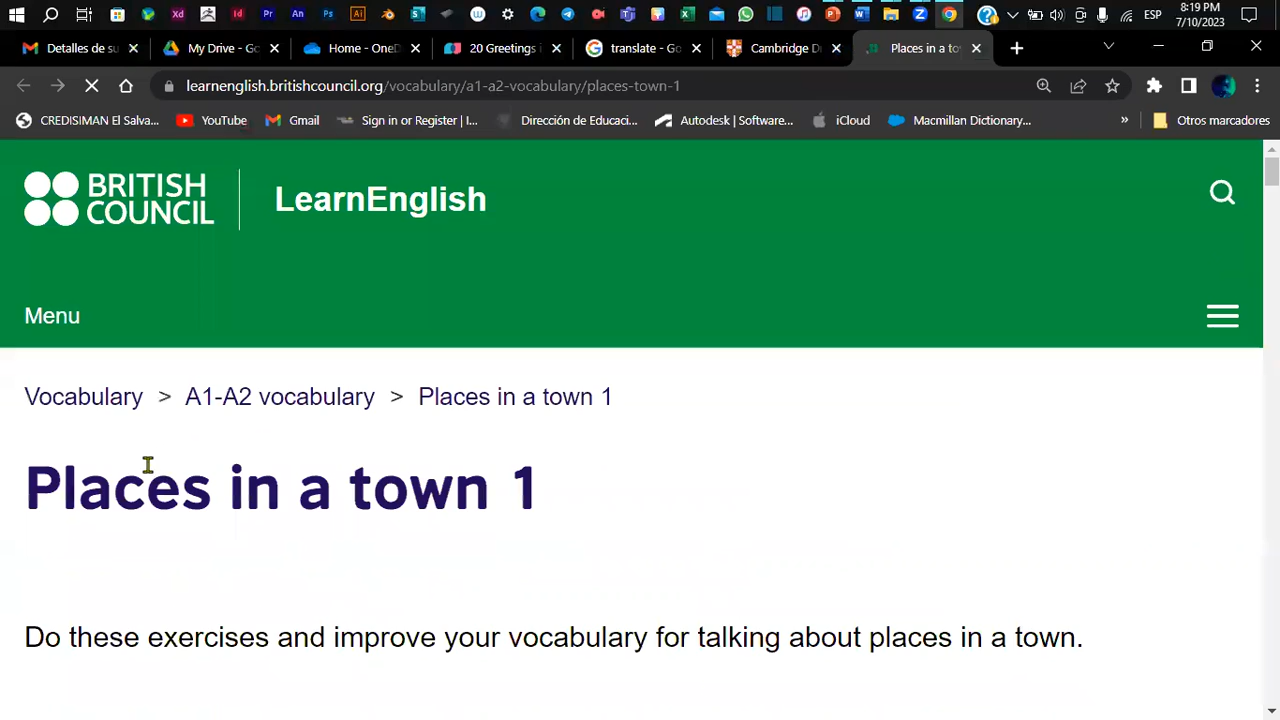 8:19 PM
ESP
7/10/2023
Detalles de su
My Drive - Go
Home - OneD
20 Greetings i
translate - Go
Cambridge D
Places in a to
learnenglish.britishcouncil.org/vocabulary/a1-a2-vocabulary/places-town-1
CREDISIMAN El Salva...
YouTube
Gmail
Sign in or Register | I...
Dirección de Educaci...
Autodesk | Software...
iCloud
Macmillan Dictionary...
»
Otros marcadores
BRITISH
COUNCIL
LearnEnglish
Menu
Vocabulary > A1-A2 vocabulary > Places in a town 1
Places in a town 1
Do these exercises and improve your vocabulary for talking about places in a town.